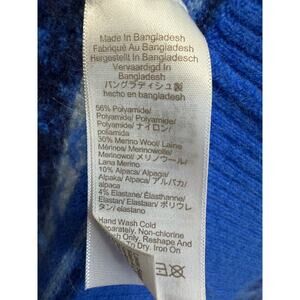 Made In Bangladesh
Fabriqué Au Bangladesh
Hergestellt In Bangladesch
Vervaardigd In
Bangladesh
バングラディシュ製
hecho en bangladesh
56% Polyamide/
Polyamide/ Polyamid/
Polyamide/ ナイロン/
poliamida
30% Merino Wool/ Laine
Mérinos/ Merinowolle/
Merinowol/ メリノウール/
Lana Merino
10% Alpaca/ Alpaga/
Alpaka/ Alpaca/ アルパカ/
alpaca
4% Elastane/ Élasthanne/
Elastan/ Elastaan/ ポリウレ
タン/ elastano
Hand Wash Cold
Separately, Non-chlorine
Only, Reshape And
To Dry. Iron On